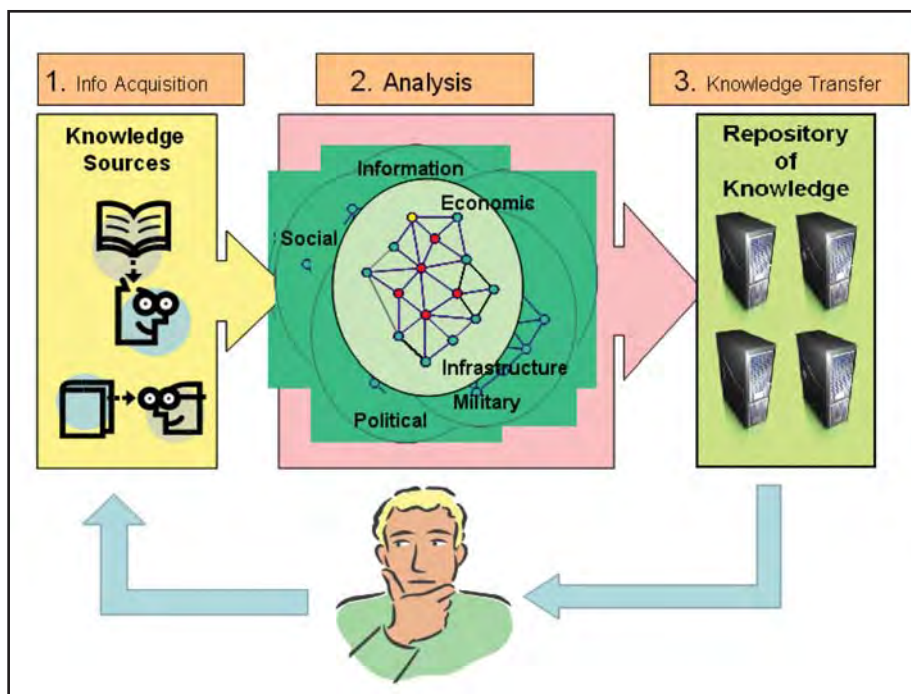 1. Info Acquisition
2. Analysis
3. Knowledge Transfer
Knowledge
Sources
Information
Economic
Social
Infrastructure
Military
Political
Repository
of
Knowledge